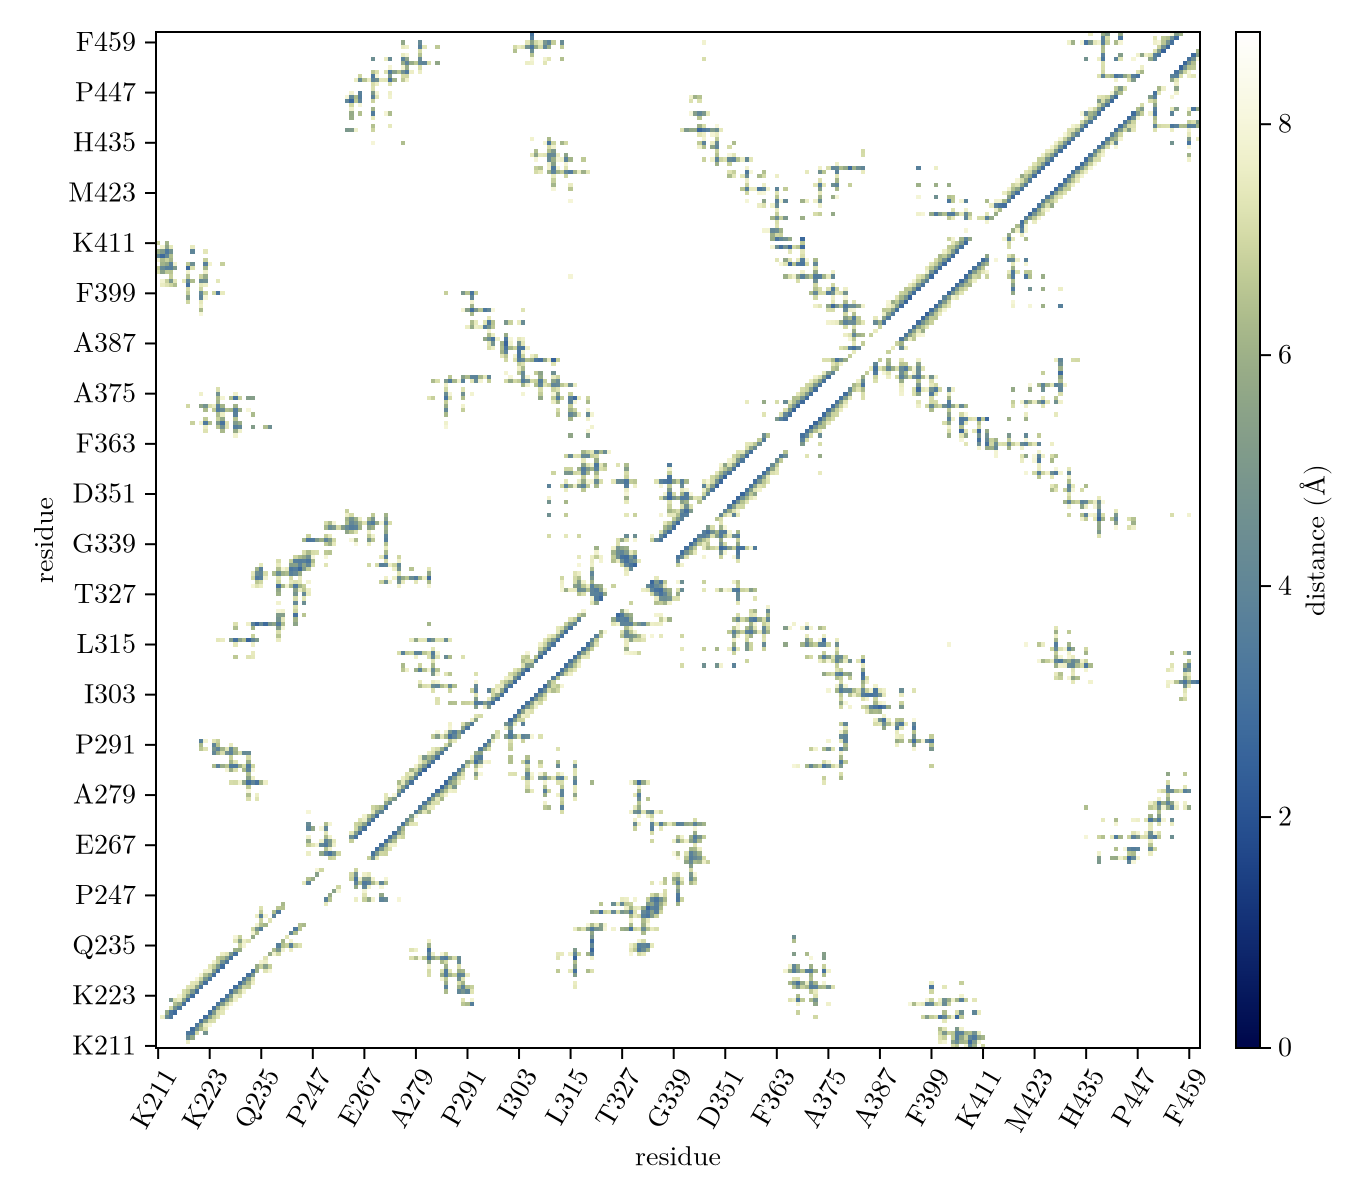 F459
P447
H435
M423
K411
F399
A387
A375
F363
D351
G339
T327
L315
I303
P291
A279
E267
P247
Q235
K223
K211
residue
K211
K223
Q235
P247
E267
A279
P291
I303
L315
T327
G339
D351
F363
A375
A387
F399
K411
M423
H435
P447
F459
residue
8
6
4
2
0
distance (Å)